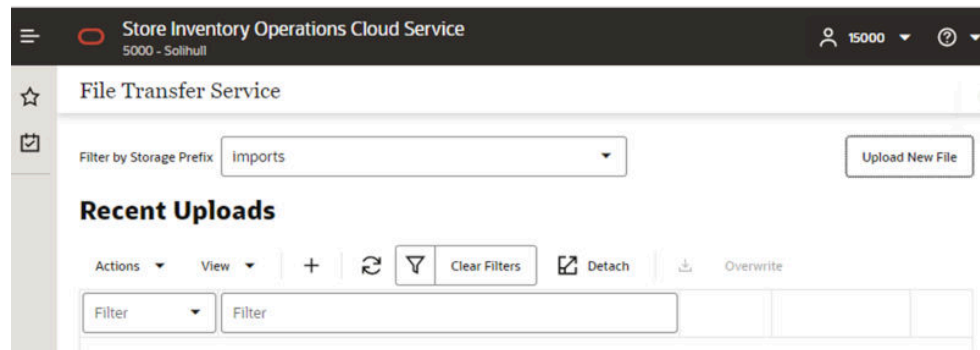 Store Inventory Operations Cloud Service
5000 - Solihull
15000
File Transfer Service
Filter by Storage Prefix imports
Upload New File
Recent Uploads
Actions View Clear Filters Detach Overwrite
Filter Filter